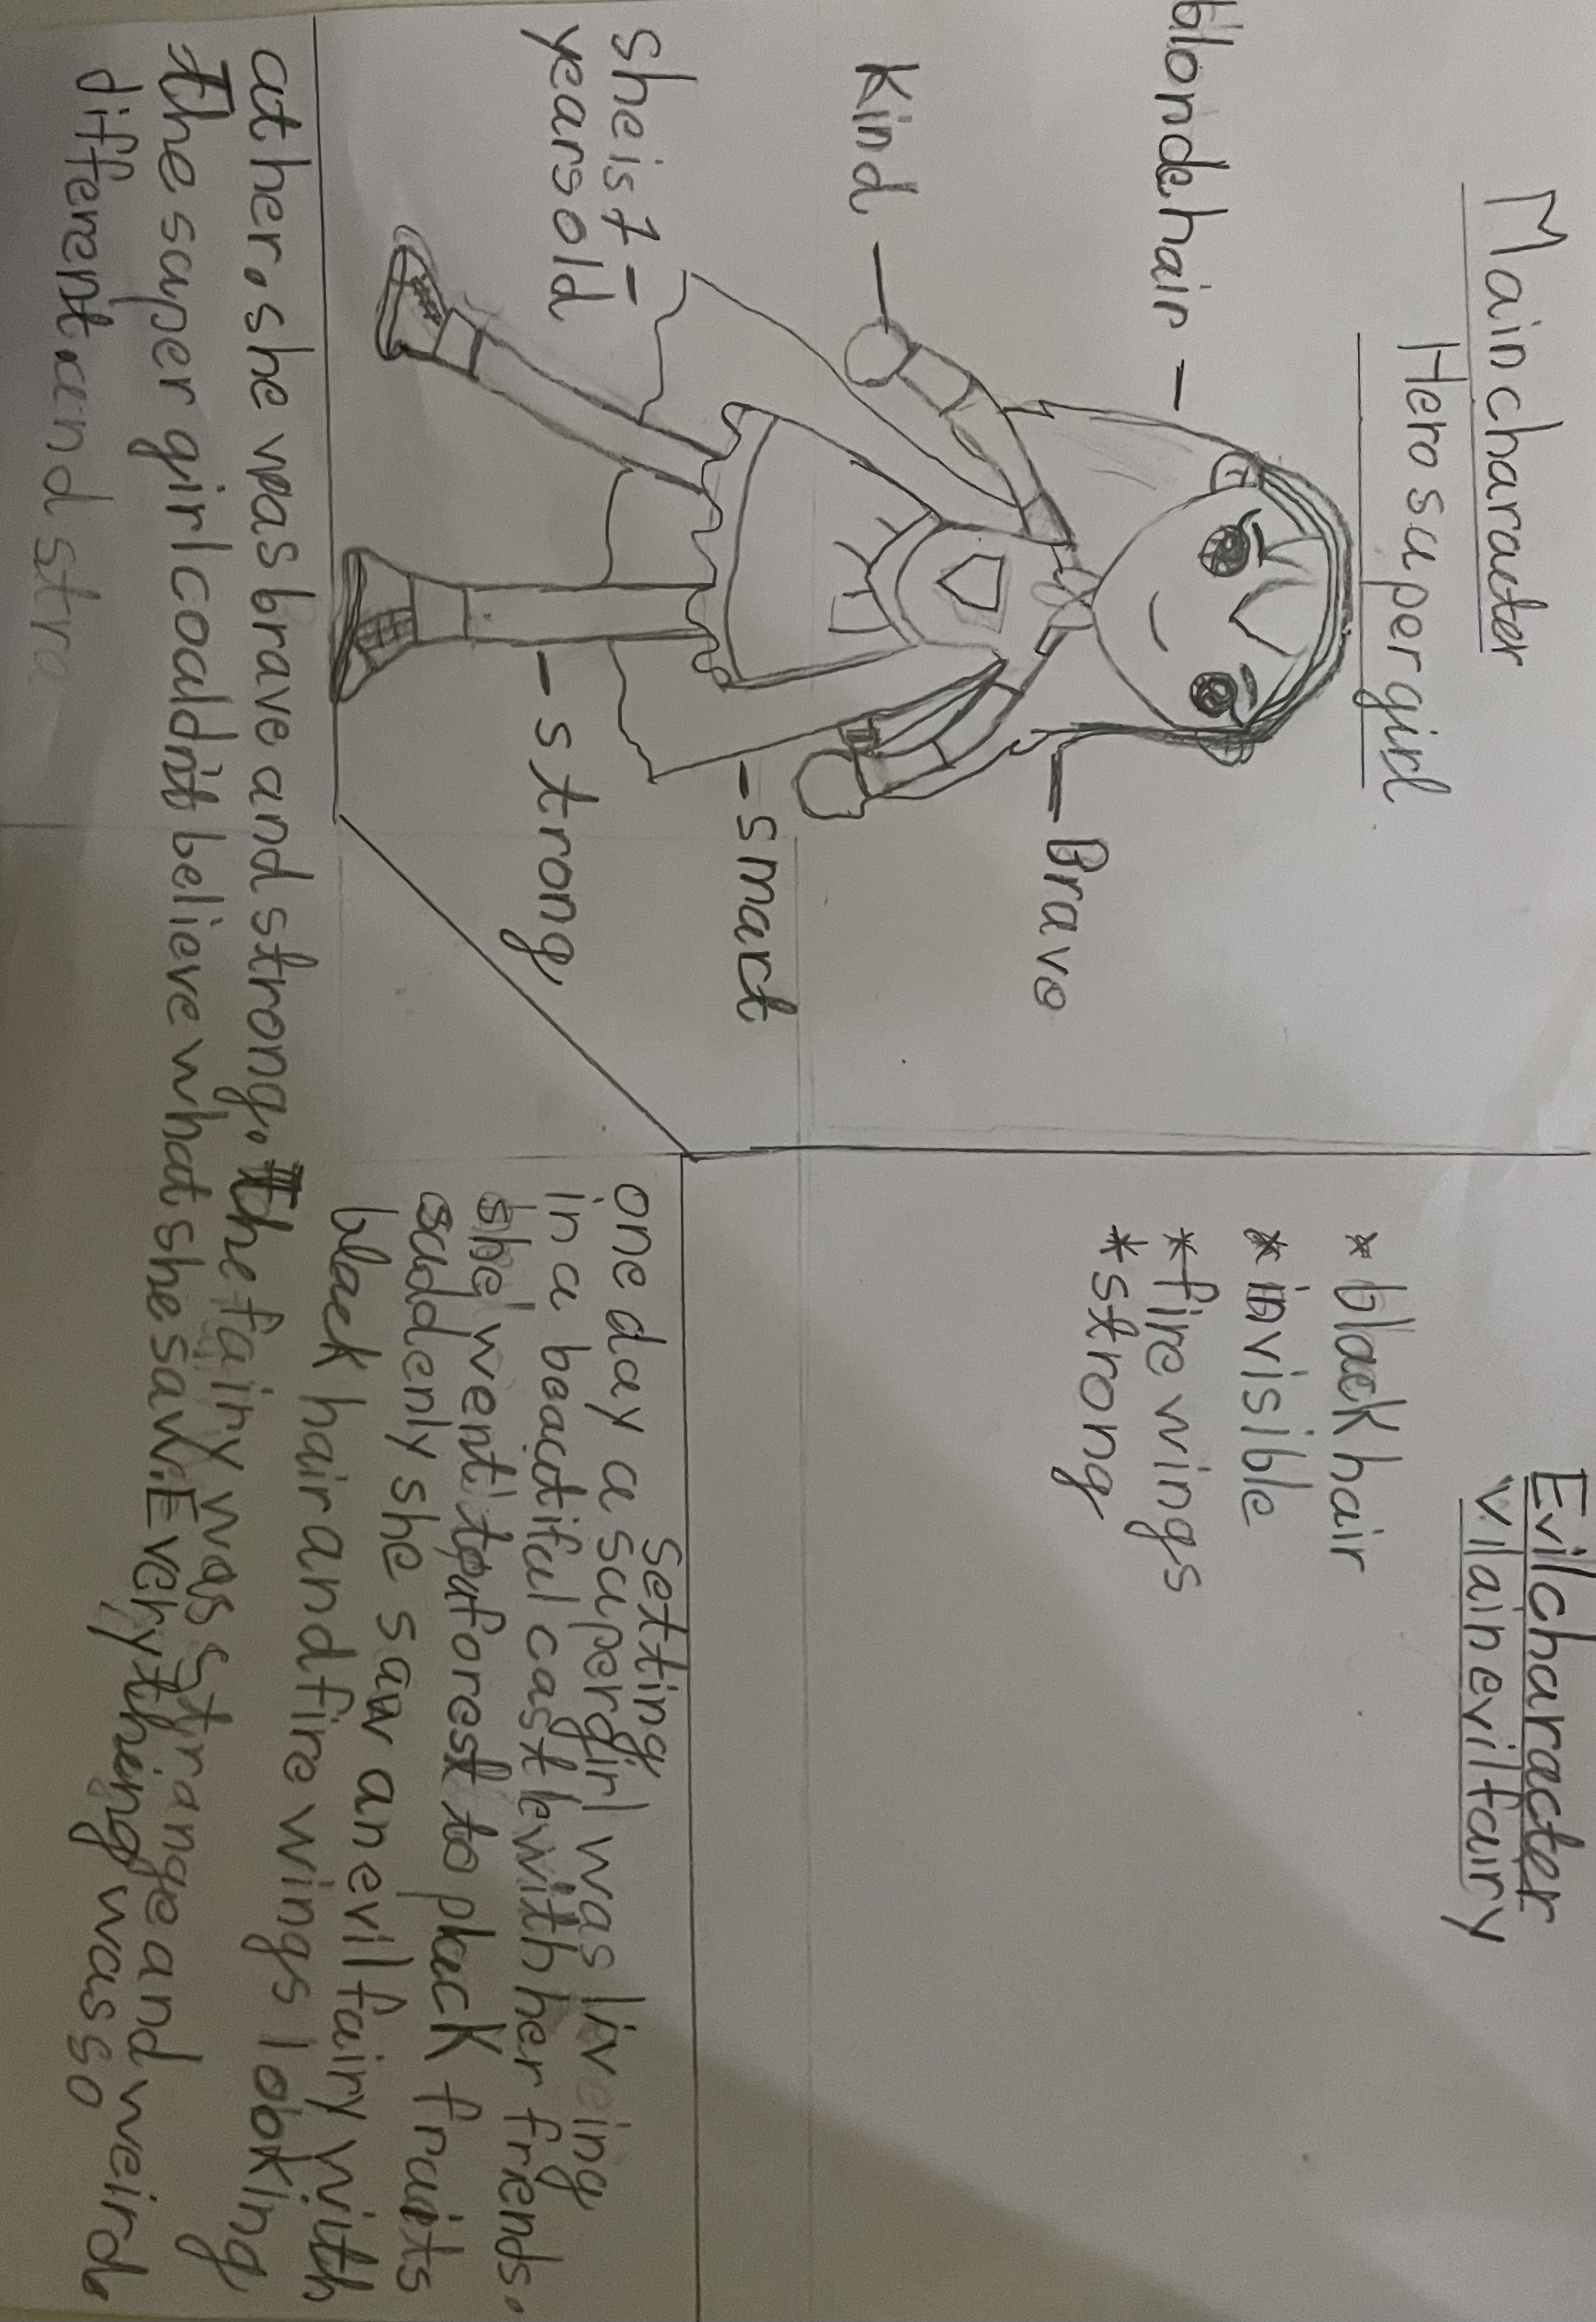 Main character
Hero super girl
blonde hair
Kind
she is 7
years old
Brave
smart
strong
Evil character
vilain evil fairy
* black hair
* invisible
* fire wings
* strong
setting
one day a super girl was liveing
in a beautiful castle with her friends.
she went to forest to pluck fruits
suddenly she saw an evil fairy with
black hair and fire wings looking
at her. she was brave and strong. The fairy was strange and weird.
The super girl couldn't believe what she saw. Everything was so
different and stra